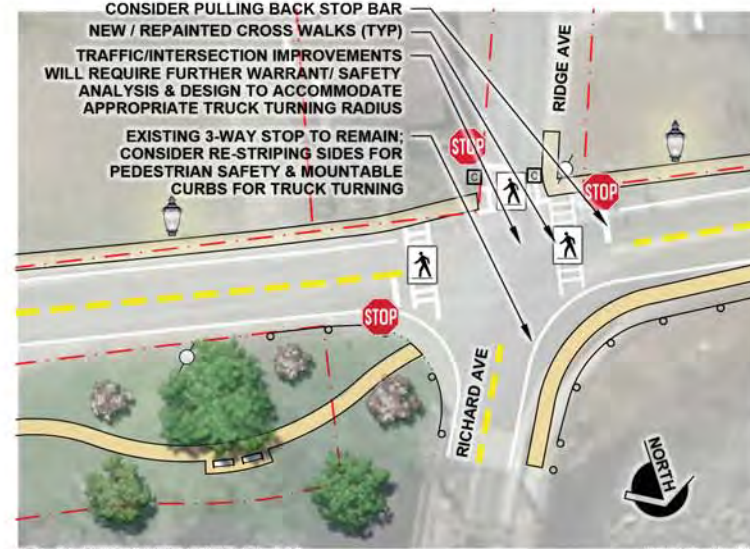 CONSIDER PULLING BACK STOP BAR
NEW / REPAINTED CROSS WALKS (TYP)
TRAFFIC/INTERSECTION IMPROVEMENTS
WILL REQUIRE FURTHER WARRANT/ SAFETY
ANALYSIS & DESIGN TO ACCOMMODATE
APPROPRIATE TRUCK TURNING RADIUS
EXISTING 3-WAY STOP TO REMAIN;
CONSIDER RE-STRIPING SIDES FOR
PEDESTRIAN SAFETY & MOUNTABLE
CURBS FOR TRUCK TURNING
RIDGE AVE
STOP
C
C
STOP
STOP
RICHARD AVE
NORTH